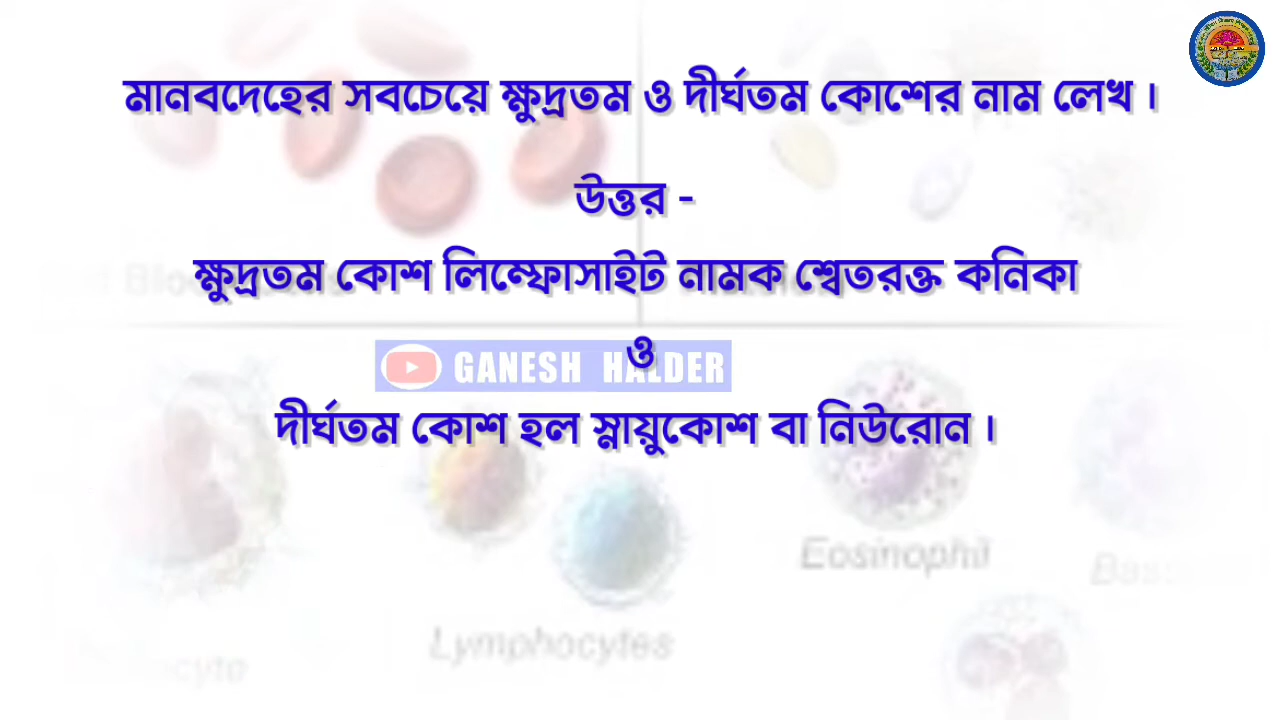 মানবদেহের সবচেয়ে ক্ষুদ্রতম ও দীর্ঘতম কোশের নাম লেখ।
উত্তর -
ক্ষুদ্রতম কোশ লিম্ফোসাইট নামক শ্বেতরক্ত কনিকা
ও
GANESH HALDER
দীর্ঘতম কোশ হল স্নায়ুকোশ বা নিউরোন।
Eosinophil
Lymphocytes